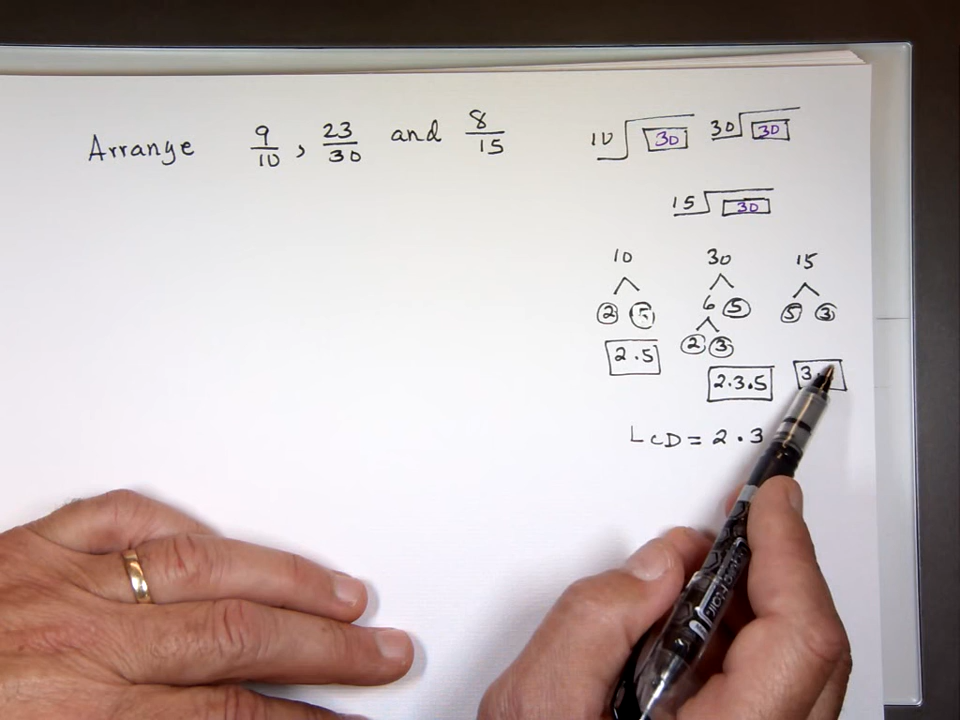 Arrange 9/10 , 23/30 and 8/15
10 30 30 30
15 30
10 30 15
2 5 6 5 5 3
2 3
2 . 5
2 . 3 . 5 3
LCD = 2 . 3